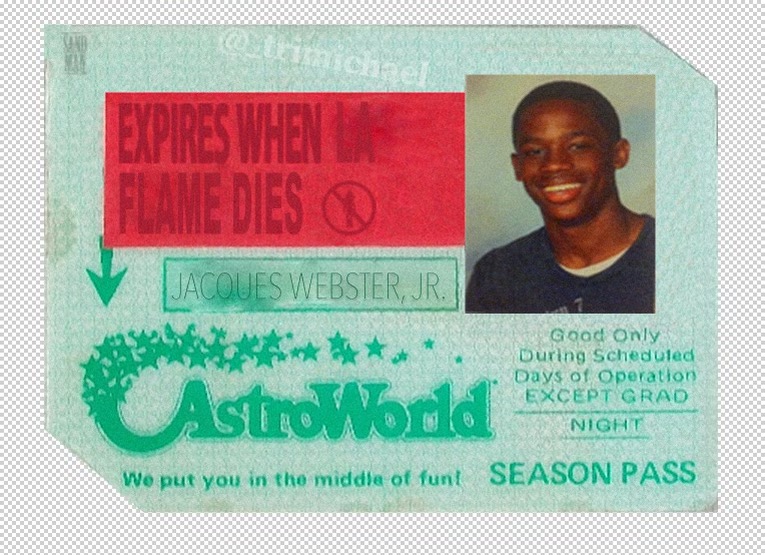 SAND
MAN
@_trimichael
EXPIRES WHEN LA
FLAME DIES
JACQUES WEBSTER, JR.
AstroWorld
We put you in the middle of fun!
Good Only
During Scheduled
Days of Operation
EXCEPT GRAD
NIGHT
SEASON PASS